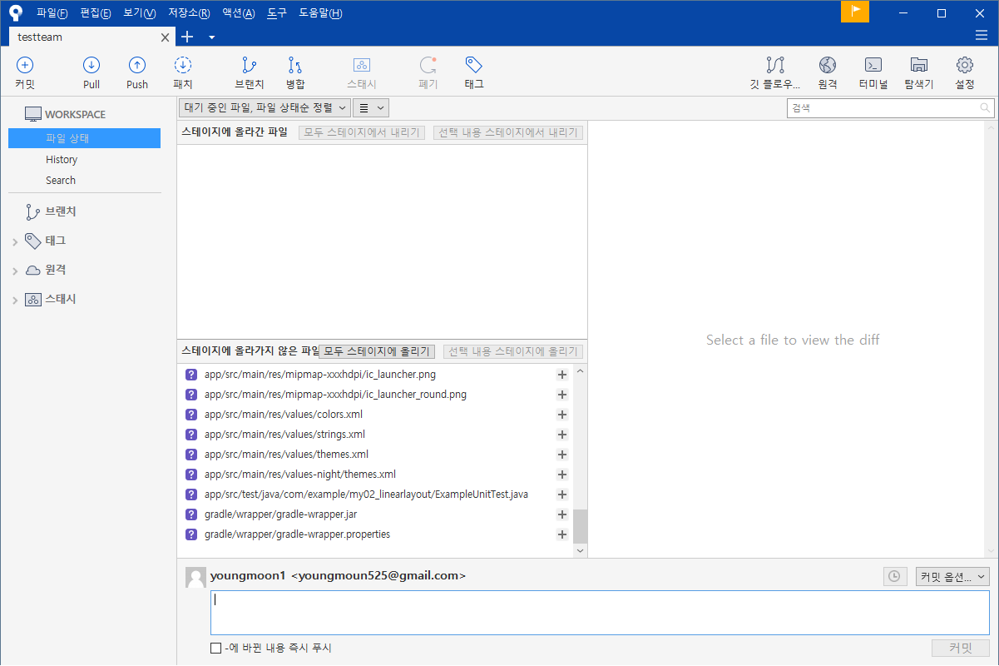 파일(F) 편집(E) 보기(V) 저장소(R) 액션(A) 도구 도움말(H)
testteam
커밋 Pull Push 패치 브랜치 병합 스태시 폐기 태그 깃 플로우... 원격 터미널 탐색기 설정
WORKSPACE
파일 상태
History
Search
브랜치
태그
원격
스태시
대기 중인 파일, 파일 상태순 정렬
검색
스테이지에 올라간 파일 모두 스테이지에서 내리기 선택 내용 스테이지에서 내리기
Select a file to view the diff
스테이지에 올라가지 않은 파일 모두 스테이지에 올리기 선택 내용 스테이지에 올리기
app/src/main/res/mipmap-xxxhdpi/ic_launcher.png
app/src/main/res/mipmap-xxxhdpi/ic_launcher_round.png
app/src/main/res/values/colors.xml
app/src/main/res/values/strings.xml
app/src/main/res/values/themes.xml
app/src/main/res/values-night/themes.xml
app/src/test/java/com/example/my02_linearlayout/ExampleUnitTest.java
gradle/wrapper/gradle-wrapper.jar
gradle/wrapper/gradle-wrapper.properties
youngmoon1 <youngmoun525@gmail.com>
커밋 옵션...
-에 바뀐 내용 즉시 푸시
커밋